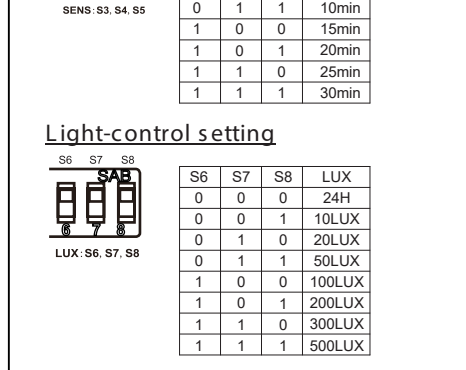 SENS: S3, S4, S5
0 1 1 10min
1 0 0 15min
1 0 1 20min
1 1 0 25min
1 1 1 30min
Light-control setting
S6 S7 S8
SAB
6 7 8
LUX: S6, S7, S8
S6 S7 S8 LUX
0 0 0 24H
0 0 1 10LUX
0 1 0 20LUX
0 1 1 50LUX
1 0 0 100LUX
1 0 1 200LUX
1 1 0 300LUX
1 1 1 500LUX